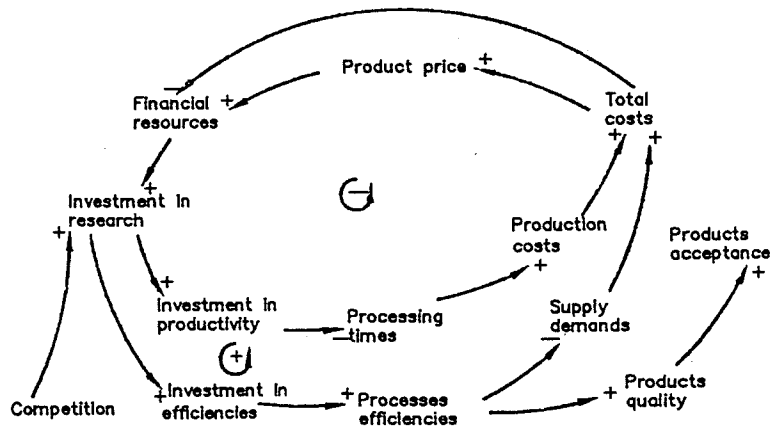 Product price +
− Financial + resources
Total costs
+ +
+
Investment in research
+
−
Production costs
+
Products acceptance
+
+
Investment in productivity
Processing
− times
Supply
− demands
+
+ Investment in efficiencies
+ Processes efficiencies
+ Products quality
Competition